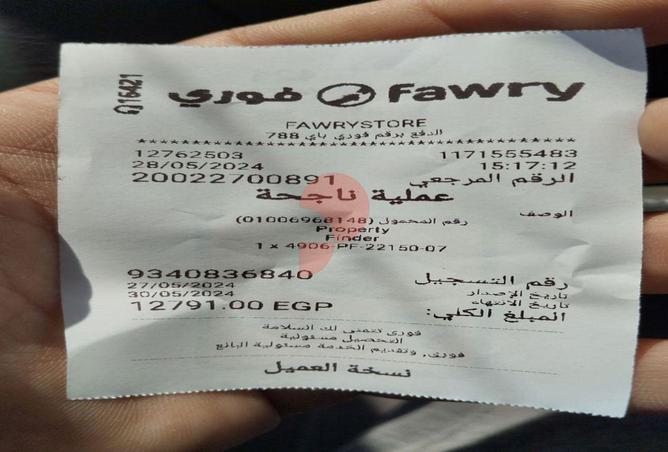 16421
فوري Fawry
FAWRYSTORE
الدفع برقم فوري باي 788
12762503 1171555483
28/05/2024 15:17:12
الرقم المرجعي 20022700891
عملية ناجحة
الوصف
رقم المحمول (01006968148)
Property
Finder
1 x 4906-PF-22150-07
رقم التسجيل 9340836840
تاريخ الإصدار 27/05/2024
تاريخ الانتهاء 30/05/2024
المبلغ الكلي: 12791.00 EGP
فوري تتمنى لك السلامة
التحصيل مسئولية
فوري، وتقديم الخدمة مسئولية البائع
نسخة العميل